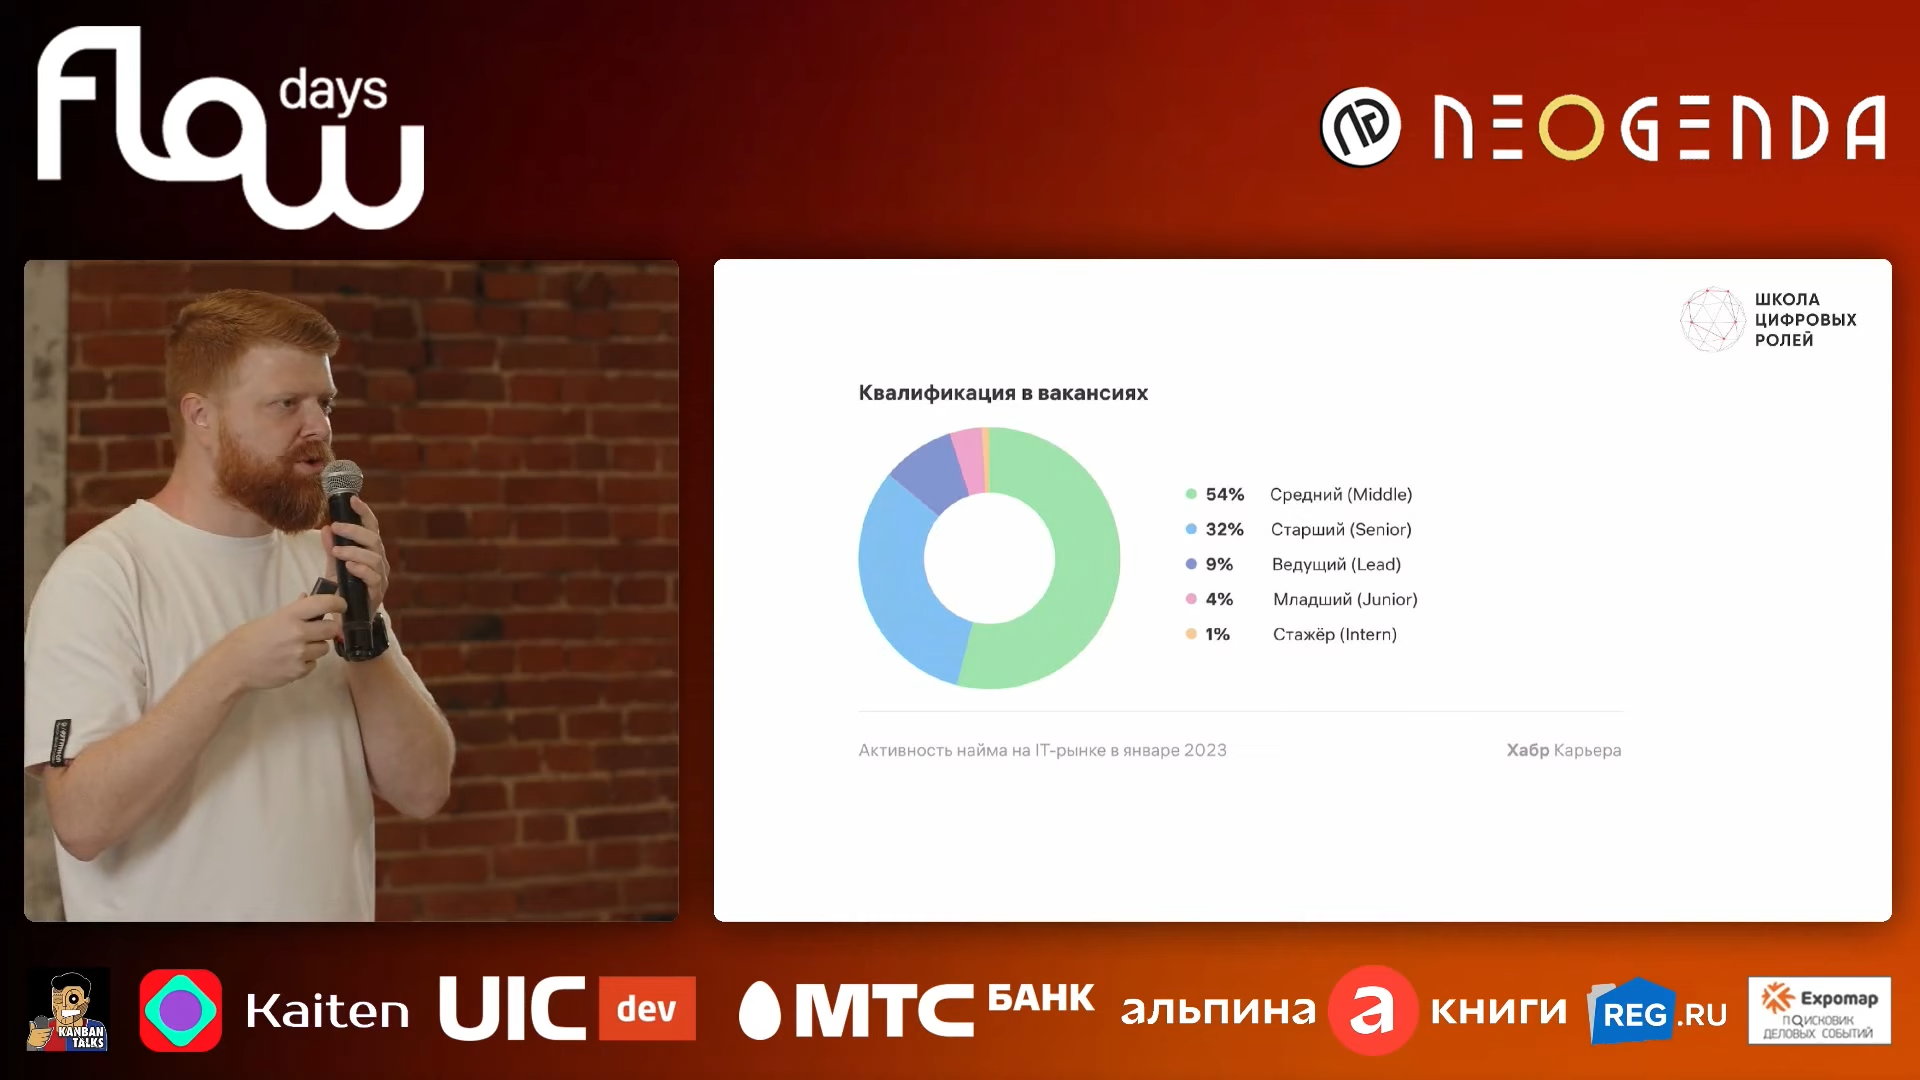 flow days
NEOGENDA
ШКОЛА
ЦИФРОВЫХ
РОЛЕЙ
Квалификация в вакансиях
54% Средний (Middle)
32% Старший (Senior)
9% Ведущий (Lead)
4% Младший (Junior)
1% Стажёр (Intern)
Активность найма на IT-рынке в январе 2023
Хабр Карьера
KANBAN
TALKS
Kaiten
UIC dev
МТС БАНК
альпина а книги
REG.RU
Expomap
ПОИСКОВИК
ДЕЛОВЫХ СОБЫТИЙ